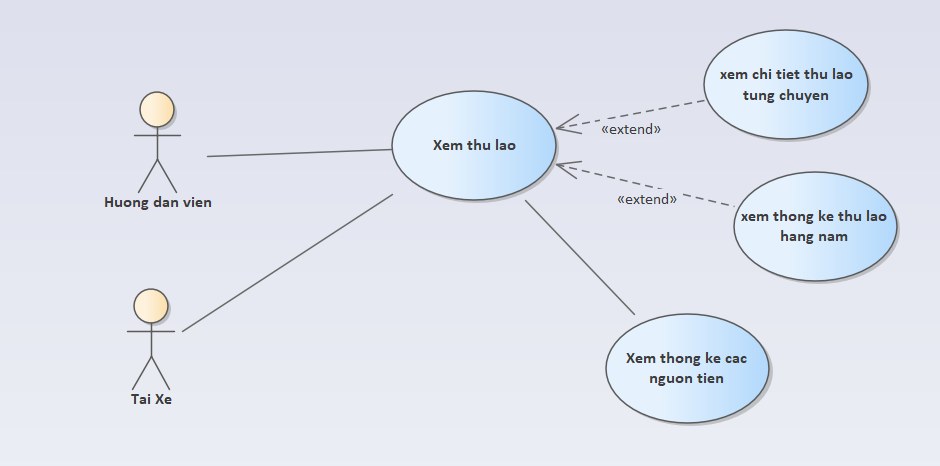 xem chi tiet thu lao
tung chuyen
«extend»
Xem thu lao
Huong dan vien
«extend»
xem thong ke thu lao
hang nam
Xem thong ke cac
nguon tien
Tai Xe